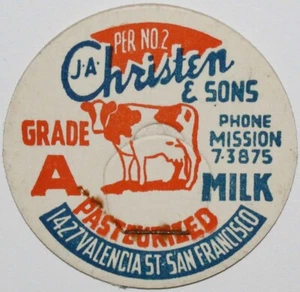 PER NO 2
J·A·
Christen
& SONS
GRADE
A
PHONE
MISSION
7-3875
MILK
PASTEURIZED
1427 VALENCIA ST· SAN FRANCISCO